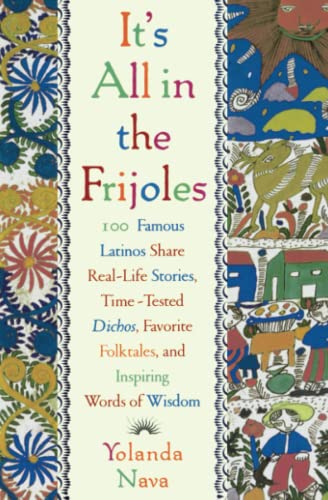 It's
All in
the
Frijoles
100 Famous
Latinos Share
Real-Life Stories,
Time-Tested
Dichos, Favorite
Folktales, and
Inspiring
Words of Wisdom
Yolanda
Nava